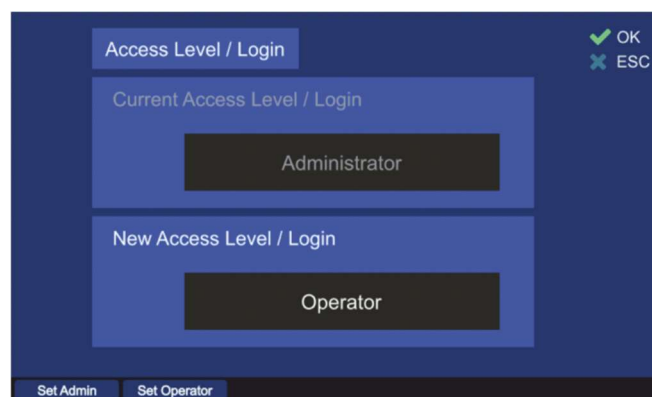 Access Level / Login
OK
ESC
Current Access Level / Login
Administrator
New Access Level / Login
Operator
Set Admin Set Operator